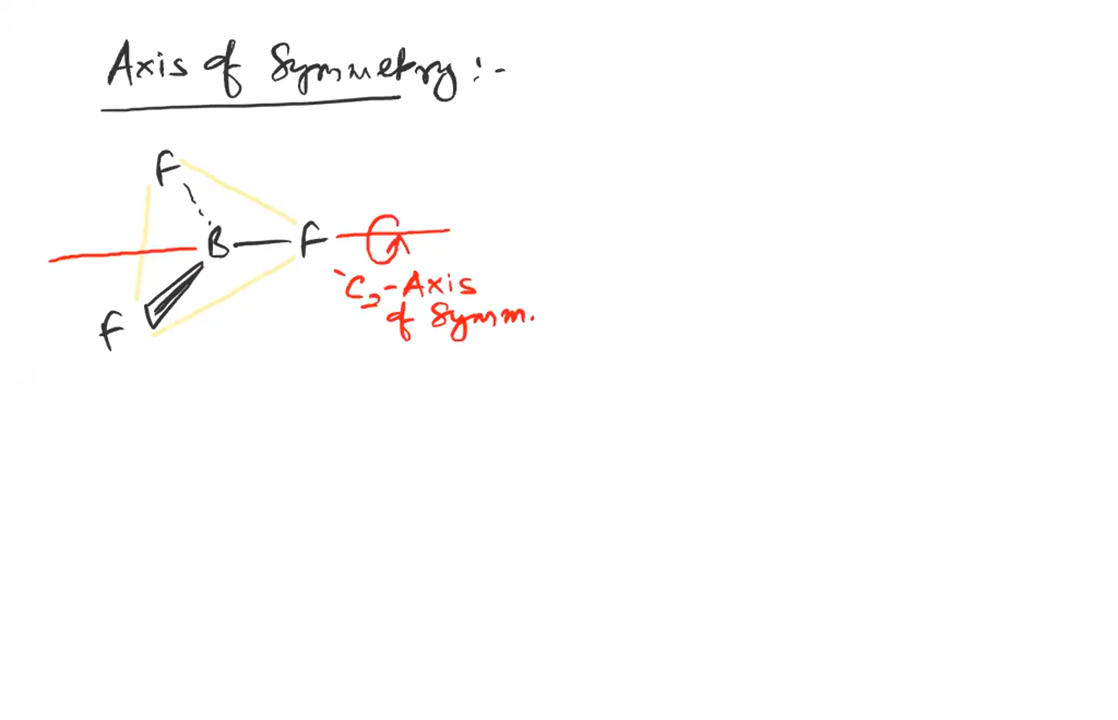 Axis of Symmetry :-
F
B — F
F
C₂-Axis
of Symm.